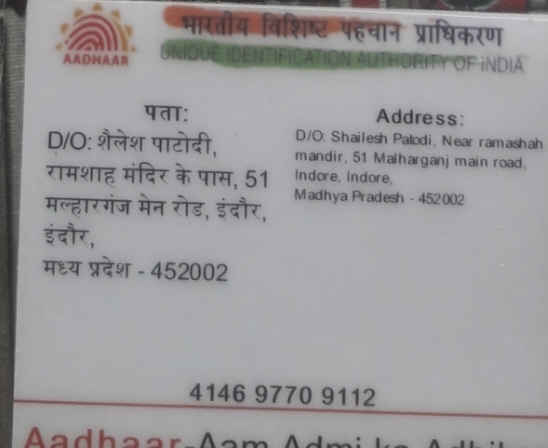 भारतीय विशिष्ट पहचान प्राधिकरण
AADHAAR
UNIQUE IDENTIFICATION AUTHORITY OF INDIA
पता:
D/O: शैलेश पाटोदी,
रामशाह मंदिर के पास, 51
मल्हारगंज मेन रोड, इंदौर,
इंदौर,
मध्य प्रदेश - 452002
Address:
D/O: Shailesh Patodi, Near ramashah
mandir, 51 Malharganj main road,
Indore, Indore,
Madhya Pradesh - 452002
4146 9770 9112
Aadhaar-Aam Admi ka